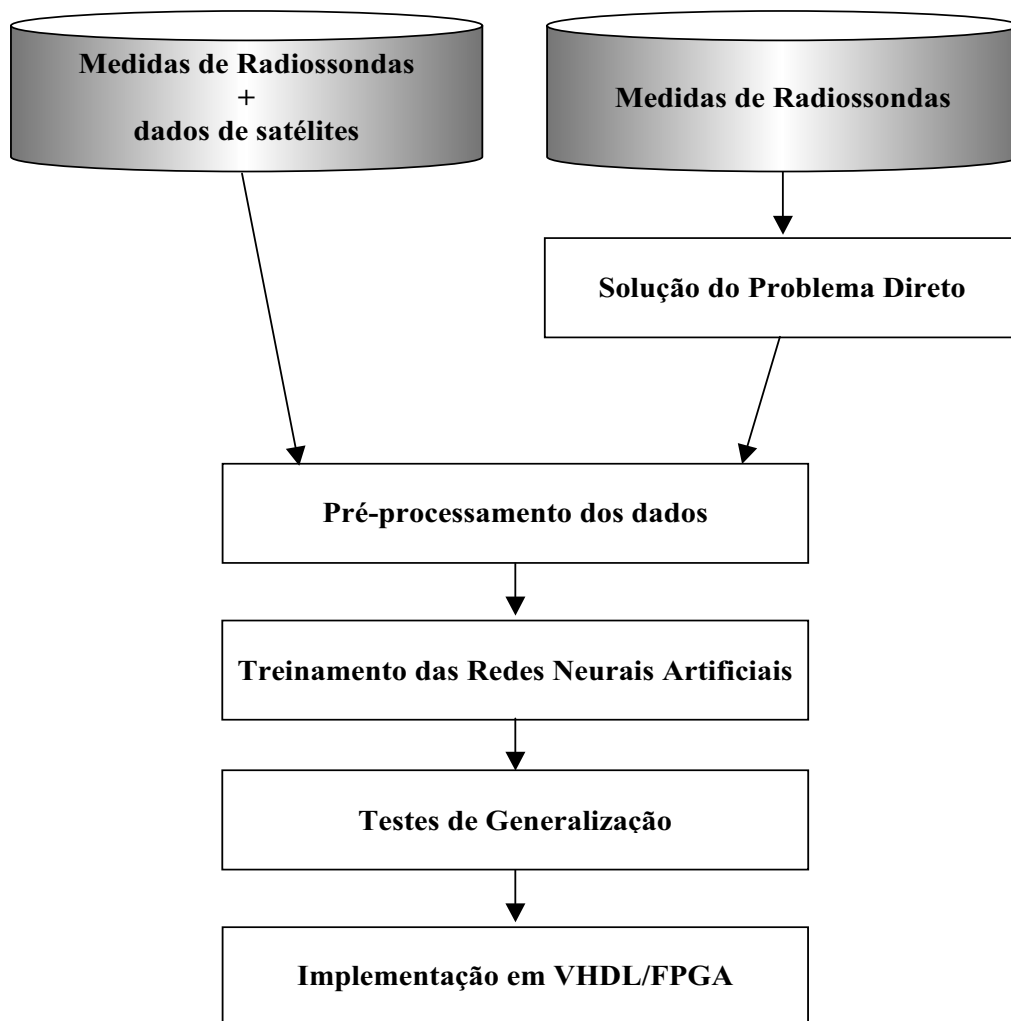 Medidas de Radiossondas
+
dados de satélites
Medidas de Radiossondas
Solução do Problema Direto
Pré-processamento dos dados
Treinamento das Redes Neurais Artificiais
Testes de Generalização
Implementação em VHDL/FPGA